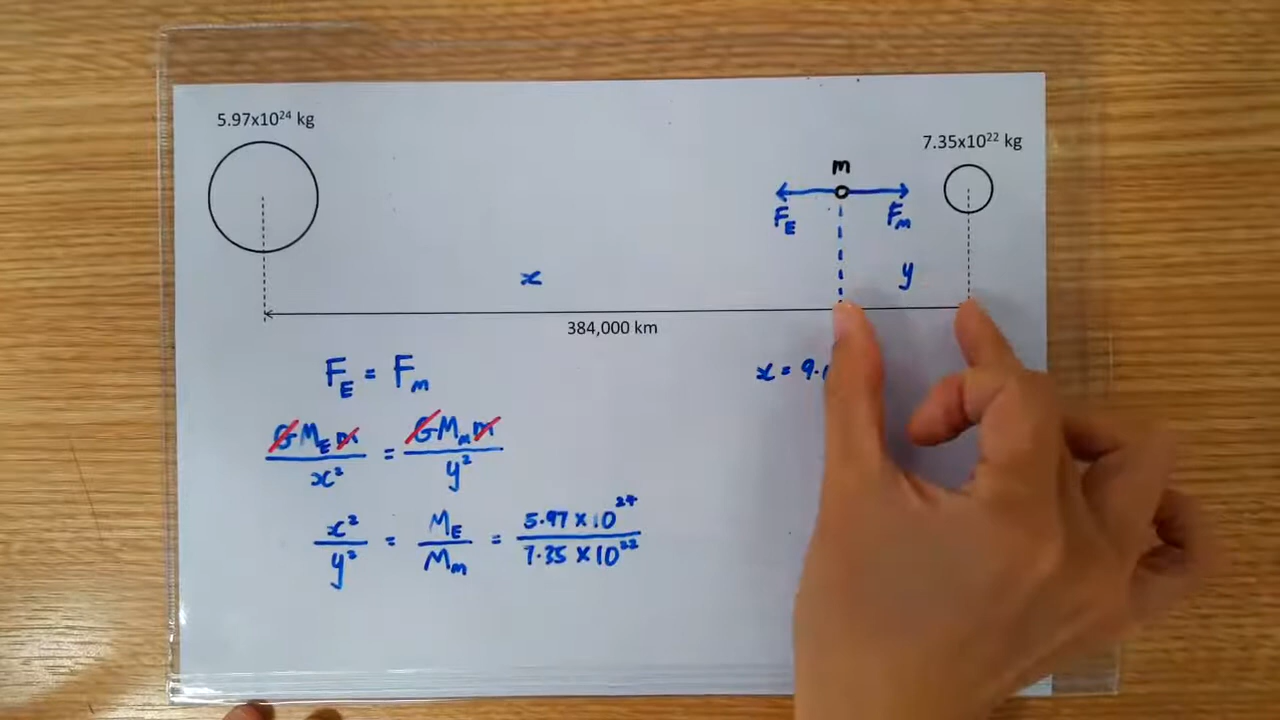 5.97x10²⁴ kg
7.35x10²² kg
m
F_E
F_M
x
y
384,000 km
F_E = F_m
x = 9.
GM_E m / x² = GM_m m / y²
x² / y² = M_E / M_m = 5.97 × 10²⁴ / 7.35 × 10²²